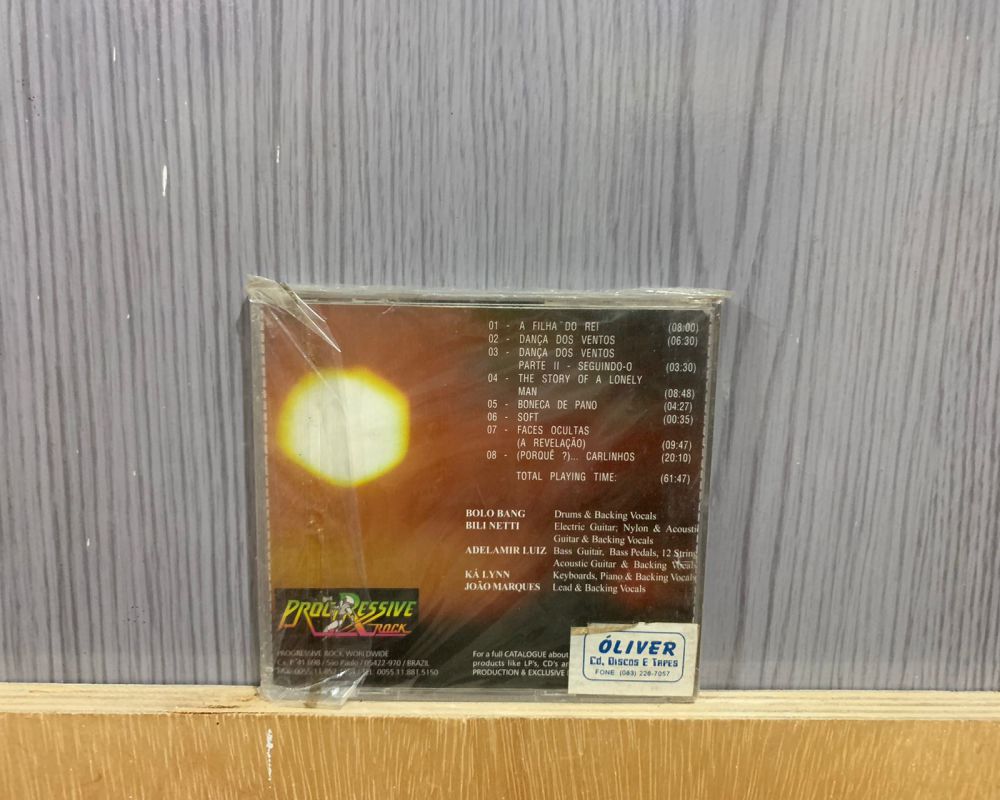 01 - A FILHA DO REI (08:00)
02 - DANÇA DOS VENTOS (06:30)
03 - DANÇA DOS VENTOS
PARTE II - SEGUINDO-O (03:30)
04 - THE STORY OF A LONELY
MAN (08:48)
05 - BONECA DE PANO (04:27)
06 - SOFT (00:35)
07 - FACES OCULTAS
(A REVELAÇÃO) (09:47)
08 - (PORQUÊ ?)... CARLINHOS (20:10)
TOTAL PLAYING TIME: (61:47)
BOLO BANG Drums & Backing Vocals
BILI NETTI Electric Guitar, Nylon & Acousti
Guitar & Backing Vocals
ADELAMIR LUIZ Bass Guitar, Bass Pedals, 12 String
Acoustic Guitar & Backing Vocals
KÁ LYNN Keyboards, Piano & Backing Vocals
JOÃO MARQUES Lead & Backing Vocals
PROGRESSIVE
ROCK
PROGRESSIVE ROCK WORLDWIDE
41.698 / São Paulo / 05422-970 / BRAZIL
0055.11.881.5150
For a full CATALOGUE about
products like LP's, CD's
PRODUCTION & EXCLUSIVE
ÓLIVER
Cd, Discos E Tapes
FONE: (083) 226-7057